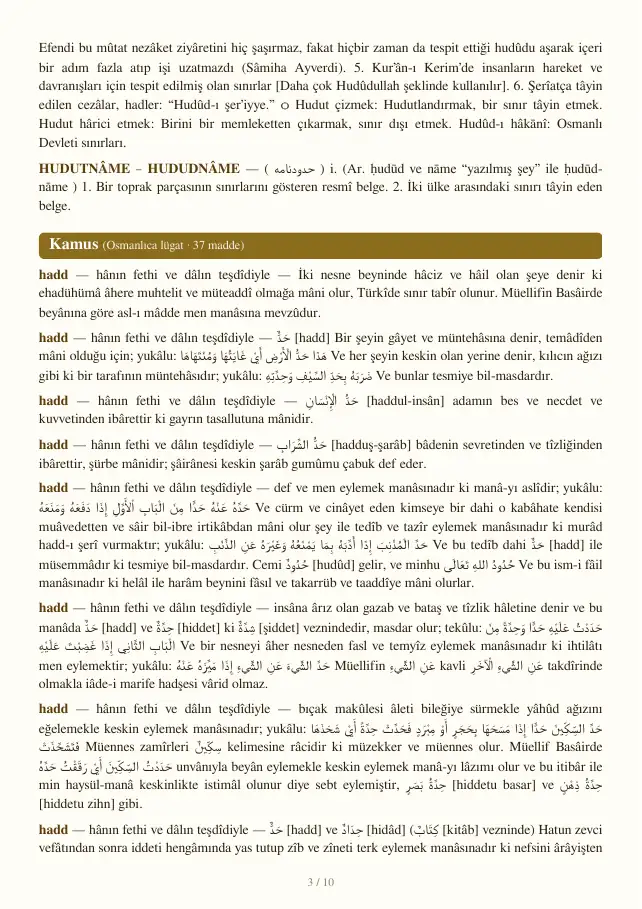 Efendi bu mûtat nezâket ziyâretini hiç şaşırmaz, fakat hiçbir zaman da tespit ettiği hudûdu aşarak içeri
bir adım fazla atıp işi uzatmazdı (Sâmiha Ayverdi). 5. Kur’ân-ı Kerim’de insanların hareket ve
davranışları için tespit edilmiş olan sınırlar [Daha çok Hudûdullah şeklinde kullanılır]. 6. Şerîatça tâyin
edilen cezâlar, hadler: “Hudûd-ı şer’iyye.” ѻ Hudut çizmek: Hudutlandırmak, bir sınır tâyin etmek.
Hudut hârici etmek: Birini bir memleketten çıkarmak, sınır dışı etmek. Hudûd-ı hâkānî: Osmanlı
Devleti sınırları.
HUDUTNÂME – HUDUDNÂME — ( حدودنامه ) i. (Ar. ḥudūd ve nāme “yazılmış şey” ile ḥudūd-
nāme ) 1. Bir toprak parçasının sınırlarını gösteren resmî belge. 2. İki ülke arasındaki sınırı tâyin eden
belge.
Kamus (Osmanlıca lügat · 37 madde)
hadd — hânın fethi ve dâlın teşdîdiyle — İki nesne beyninde hâciz ve hâil olan şeye denir ki
ehadühümâ âhere muhtelit ve müteaddî olmağa mâni olur, Türkîde sınır tabîr olunur. Müellifin Basâirde
beyânına göre asl-ı mâdde men manâsına mevzûdur.
hadd — hânın fethi ve dâlın teşdîdiyle — حَدٌّ [hadd] Bir şeyin gâyet ve müntehâsına denir, temâdîden
mâni olduğu için; yukâlu: هَذَا حَدُّ الْأَرْضِ أَيْ غَايَتُهَا وَمُنْتَهَاهَا Ve her şeyin keskin olan yerine denir, kılıcın ağızı
gibi ki bir tarafının müntehâsıdır; yukâlu: ضَرَبَهُ بِحَدِّ السَّيْفِ وَحِدَّتِهِ Ve bunlar tesmiye bil-masdardır.
hadd — hânın fethi ve dâlın teşdîdiyle — حَدُّ الْإِنْسَانِ [haddul-insân] adamın bes ve necdet ve
kuvvetinden ibârettir ki gayrın tasallutuna mânidir.
hadd — hânın fethi ve dâlın teşdîdiyle — حَدُّ الشَّرَابِ [hadduş-şarâb] bâdenin sevretinden ve tîzliğinden
ibârettir, şürbe mânidir; şâirânesi keskin şarâb gumûmu çabuk def eder.
hadd — hânın fethi ve dâlın teşdîdiyle — def ve men eylemek manâsınadır ki manâ-yı aslîdir; yukâlu:
حَدَّهُ عَنْهُ حَدًّا مِنَ الْبَابِ الْأَوَّلِ إِذَا دَفَعَهُ وَمَنَعَهُ Ve cürm ve cinâyet eden kimseye bir dahi o kabâhate kendisi
muâvedetten ve sâir bil-ibre irtikâbdan mâni olur şey ile tedîb ve tazîr eylemek manâsınadır ki murâd
hadd-ı şerî vurmaktır; yukâlu: حَدَّ الْمُذْنِبَ إِذَا أَدَّبَهُ بِمَا يَمْنَعُهُ وَغَيْرَهُ عَنِ الذَّنْبِ Ve bu tedîb dahi حَدٌّ [hadd] ile
müsemmâdır ki tesmiye bil-masdardır. Cemi حُدُودٌ [hudûd] gelir, ve minhu حُدُودُ اللهِ تَعَالَى Ve bu ism-i fâil
manâsınadır ki helâl ile harâm beynini fâsıl ve takarrüb ve taaddîye mâni olurlar.
hadd — hânın fethi ve dâlın teşdîdiyle — insâna ârız olan gazab ve bataş ve tîzlik hâletine denir ve bu
manâda حَدٌّ [hadd] ve حِدَّةٌ [hiddet] ki شِدَّةٌ [şiddet] veznindedir, masdar olur; tekûlu: حَدَدْتُ عَلَيْهِ حَدًّا وَحِدَّةً مِنَ
الْبَابِ الثَّانِي إِذَا غَضِبْتَ عَلَيْهِ Ve bir nesneyi âher nesneden fasl ve temyîz eylemek manâsınadır ki ihtilâtı
men eylemektir; yukâlu: حَدَّ الشَّيْءَ عَنِ الشَّيْءِ إِذَا مَيَّزَهُ عَنْهُ Müellifin عَنِ الشَّيْءِ kavli عَنِ الشَّيْءِ الْآخَرِ takdîrinde
olmakla iâde-i marife hadşesi vârid olmaz.
hadd — hânın fethi ve dâlın teşdîdiyle — bıçak makûlesi âleti bileğiye sürmekle yâhûd ağızını
eğelemekle keskin eylemek manâsınadır; yukâlu: حَدَّ السِّكِّينَ حَدًّا إِذَا مَسَحَهَا بِحَجَرٍ أَوْ مِبْرَدٍ فَحَدَّتْ حِدَّةً أَيْ شَحَذَهَا
فَتَشَحَّذَتْ Müennes zamîrleri سِكِّينٌ kelimesine râcidir ki müzekker ve müennes olur. Müellif Basâirde
حَدَدْتُ السِّكِّينَ أَيْ رَقَّقْتُ حَدَّهُ unvânıyla beyân eylemekle keskin eylemek manâ-yı lâzımı olur ve bu itibâr ile
min haysül-manâ keskinlikte istimâl olunur diye sebt eylemiştir, حِدَّةُ بَصَرٍ [hiddetu basar] ve حِدَّةُ ذِهْنٍ
[hiddetu zihn] gibi.
hadd — hânın fethi ve dâlın teşdîdiyle — حَدٌّ [hadd] ve حِدَادٌ [hidâd] (كِتَابٌ [kitâb] vezninde) Hatun zevci
vefâtından sonra iddeti hengâmında yas tutup zîb ve zîneti terk eylemek manâsınadır ki nefsini ârâyişten
3 / 10